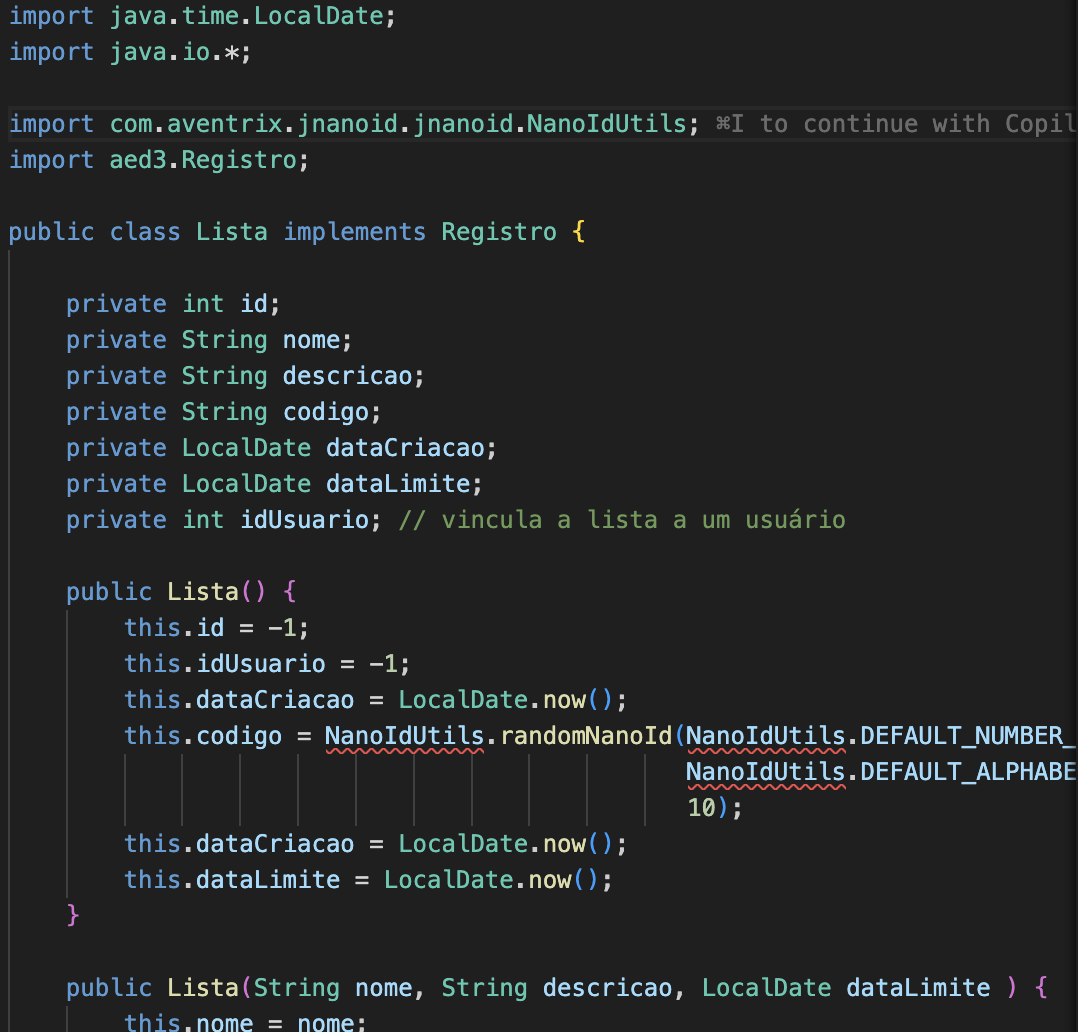 import java.time.LocalDate;
import java.io.*;
import com.aventrix.jnanoid.jnanoid.NanoIdUtils; ⌘I to continue with Copil
import aed3.Registro;
public class Lista implements Registro {
private int id;
private String nome;
private String descricao;
private String codigo;
private LocalDate dataCriacao;
private LocalDate dataLimite;
private int idUsuario; // vincula a lista a um usuário
public Lista() {
this.id = -1;
this.idUsuario = -1;
this.dataCriacao = LocalDate.now();
this.codigo = NanoIdUtils.randomNanoId(NanoIdUtils.DEFAULT_NUMBER_
NanoIdUtils.DEFAULT_ALPHABE
10);
this.dataCriacao = LocalDate.now();
this.dataLimite = LocalDate.now();
}
public Lista(String nome, String descricao, LocalDate dataLimite ) {
this.nome = nome;